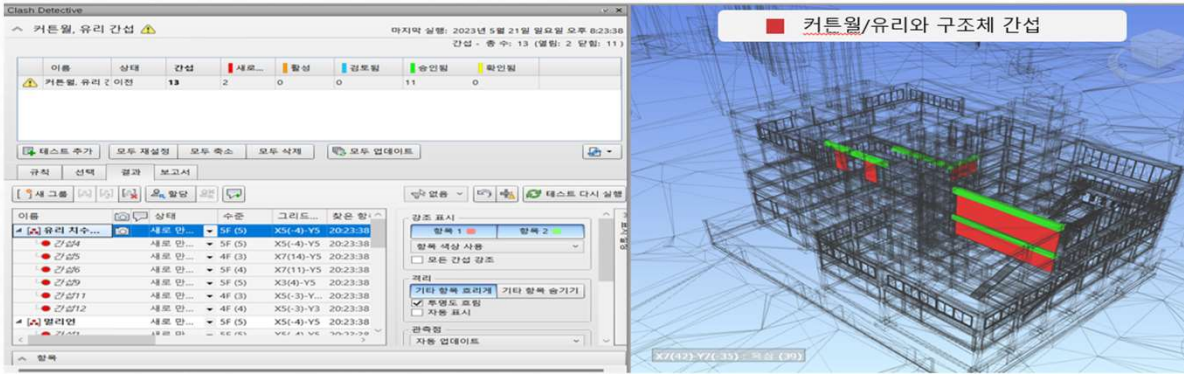 Clash Detective
커튼월, 유리 간섭
마지막 실행: 2023년 5월 21일 일요일 오후 8:23:38
간섭 - 총 수: 13 (열림: 2 닫힘: 11)
이름 상태 간섭 새로... 활성 검토됨 승인됨 확인됨
커튼월, 유리 간 이전 13 2 0 0 11 0
테스트 추가 모두 재설정 모두 축소 모두 삭제 모두 업데이트
규칙 선택 결과 보고서
새 그룹 할당 없음 테스트 다시 실행
이름 상태 수준 그리드... 찾은 항
유리 치수... 새로 만... 5F (5) X5(-4)-Y5 20:23:38
간섭4 새로 만... 5F (5) X5(-4)-Y5 20:23:38
간섭5 새로 만... 4F (3) X7(14)-Y5 20:23:38
간섭6 새로 만... 5F (4) X7(11)-Y5 20:23:38
간섭9 새로 만... 5F (5) X3(4)-Y5 20:23:38
간섭11 새로 만... 4F (3) X5(-3)-Y... 20:23:38
간섭12 새로 만... 4F (4) X5(-3)-Y3 20:23:38
멀리언 새로 만... 5F (5) X5(-4)-Y5 20:23:38
강조 표시
항목 1 항목 2
항목 색상 사용
모든 간섭 강조
격리
기타 항목 흐리게 기타 항목 숨기기
투명도 흐림
자동 표시
관측점
자동 업데이트
항목
커튼월/유리와 구조체 간섭
X7(42)-Y7(-35) : 옥상 (39)